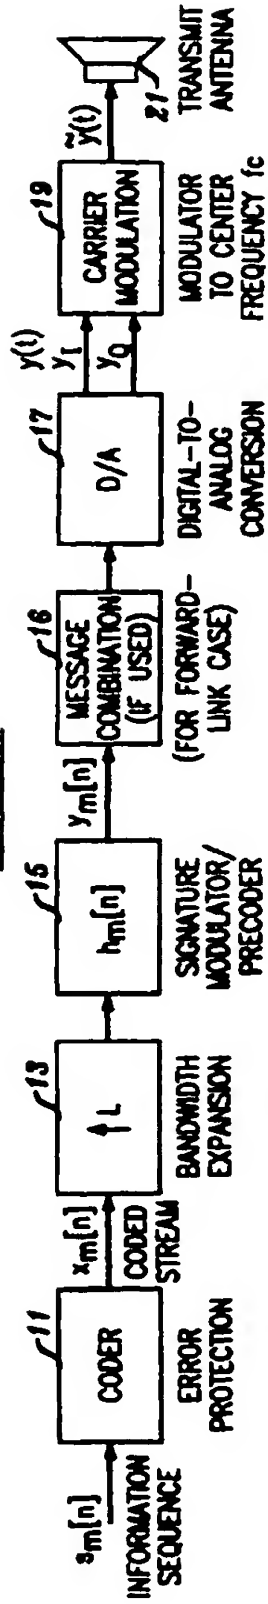 sm[n]
INFORMATION
SEQUENCE
11
CODER
ERROR
PROTECTION
xm[n]
CODED
STREAM
13
↑L
BANDWIDTH
EXPANSION
15
hm[n]
SIGNATURE
MODULATOR/
PRECODER
ym[n]
16
MESSAGE
COMBINATION
(IF USED)
(FOR FORWARD-
LINK CASE)
17
D/A
DIGITAL-TO-
ANALOG
CONVERSION
y(t)
yI
yQ
19
CARRIER
MODULATION
MODULATOR
TO CENTER
FREQUENCY fc
ỹ(t)
21
TRANSMIT
ANTENNA